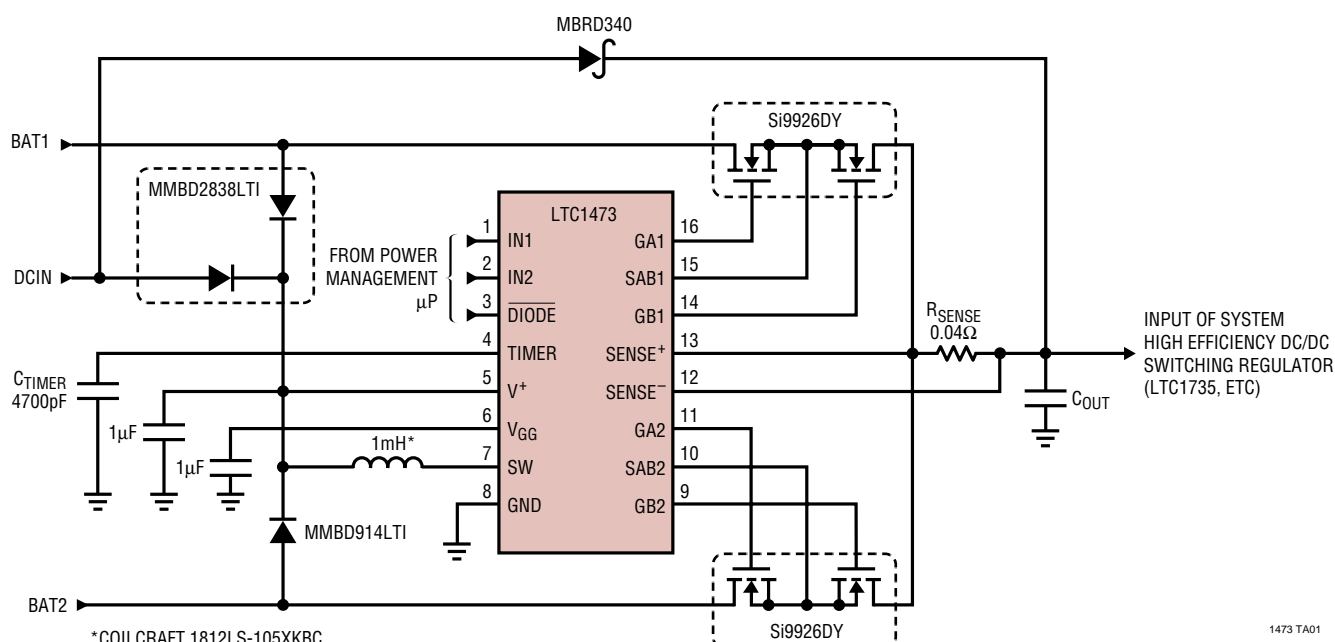 MBRD340
BAT1
Si9926DY
MMBD2838LTI
LTC1473
DCIN
FROM POWER
MANAGEMENT
µP
1 IN1
2 IN2
3 DIODE
4 TIMER
5 V+
6 VGG
7 SW
8 GND
GA1 16
SAB1 15
GB1 14
SENSE+ 13
SENSE– 12
GA2 11
SAB2 10
GB2 9
RSENSE
0.04Ω
INPUT OF SYSTEM
HIGH EFFICIENCY DC/DC
SWITCHING REGULATOR
(LTC1735, ETC)
COUT
CTIMER
4700pF
1µF
1µF
1mH*
MMBD914LTI
BAT2
Si9926DY
*COILCRAFT 1812LS-105XKBC
1473 TA01